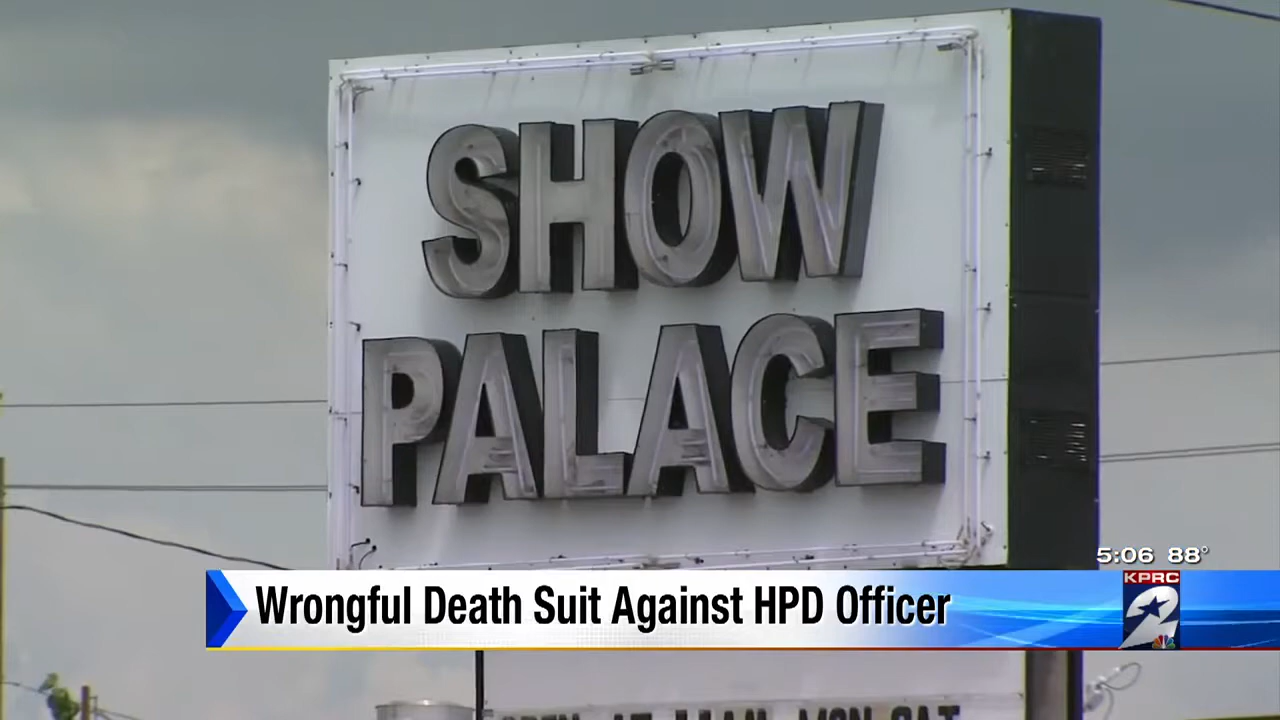 SHOW
PALACE
5:06 88°
KPRC
2
Wrongful Death Suit Against HPD Officer